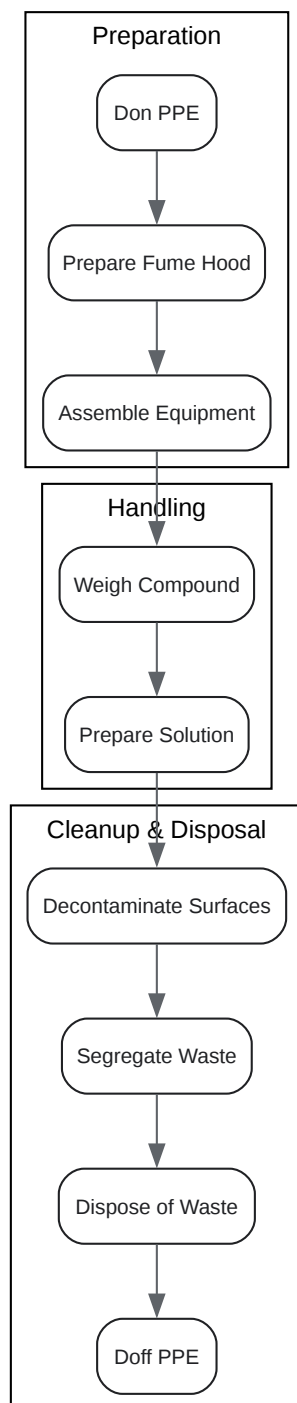 Preparation
Don PPE
Prepare Fume Hood
Assemble Equipment
Handling
Weigh Compound
Prepare Solution
Cleanup & Disposal
Decontaminate Surfaces
Segregate Waste
Dispose of Waste
Doff PPE